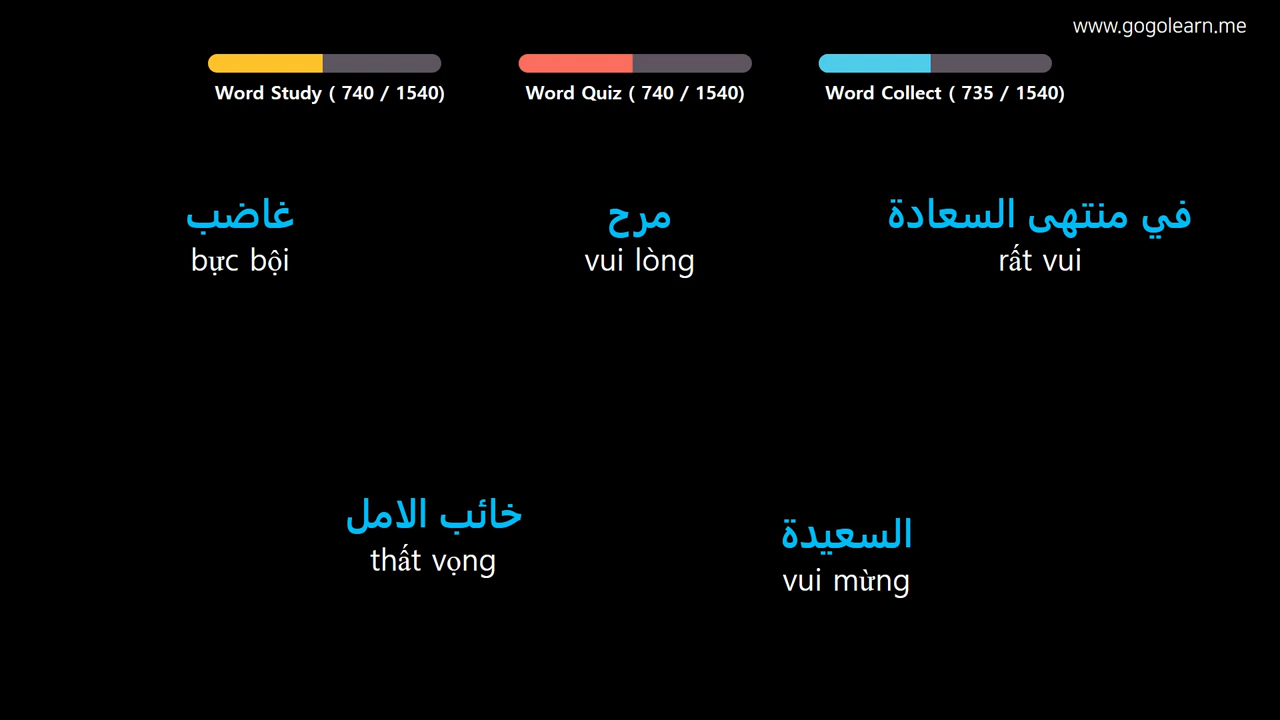 www.gogolearn.me
Word Study ( 740 / 1540)
Word Quiz ( 740 / 1540)
Word Collect ( 735 / 1540)
غاضب
bực bội
مرح
vui lòng
في منتهى السعادة
rất vui
خائب الامل
thất vọng
السعيدة
vui mừng